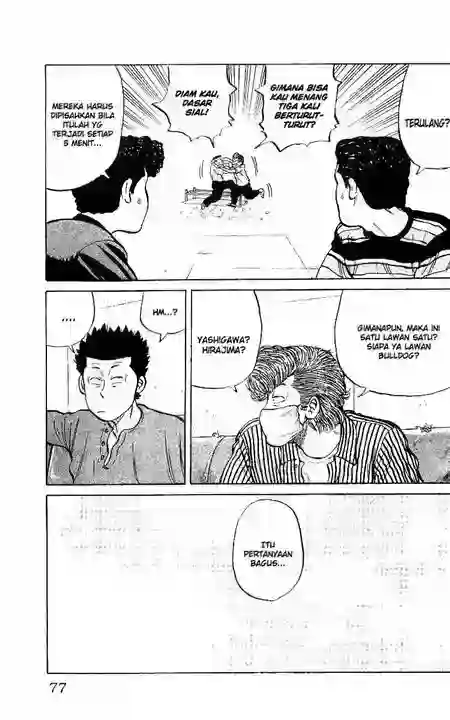 TERULANG?
GIMANA BISA
KAU MENANG
TIGA KALI
BERTURUT-
TURUT?
DIAM KAU,
DASAR
SIAL!
MEREKA HARUS
DIPISAHKAN BILA
ITULAH YG
TERJADI SETIAP
5 MENIT...
GIMANAPUN, MAKA INI
SATU LAWAN SATU?
SIAPA YA LAWAN
BULLDOG?
YASHIGAWA?
HIRAJIMA?
HM...?
....
ITU
PERTANYAAN
BAGUS...
77